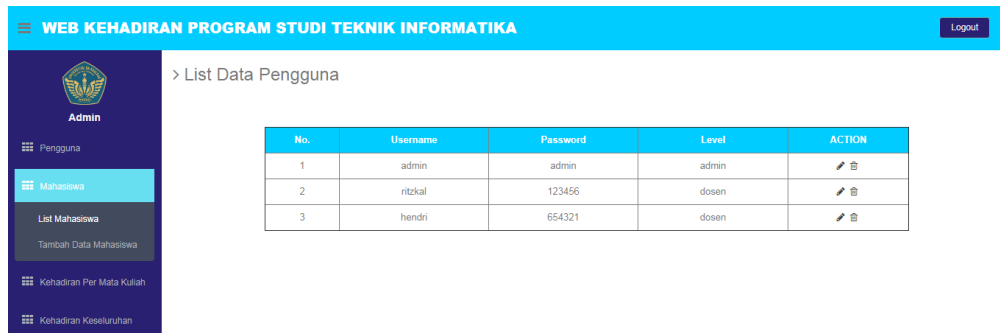 WEB KEHADIRAN PROGRAM STUDI TEKNIK INFORMATIKA
Logout
Admin
Pengguna
Mahasiswa
List Mahasiswa
Tambah Data Mahasiswa
Kehadiran Per Mata Kuliah
Kehadiran Keseluruhan
> List Data Pengguna
No. Username Password Level ACTION
1 admin admin admin
2 ritzkal 123456 dosen
3 hendri 654321 dosen